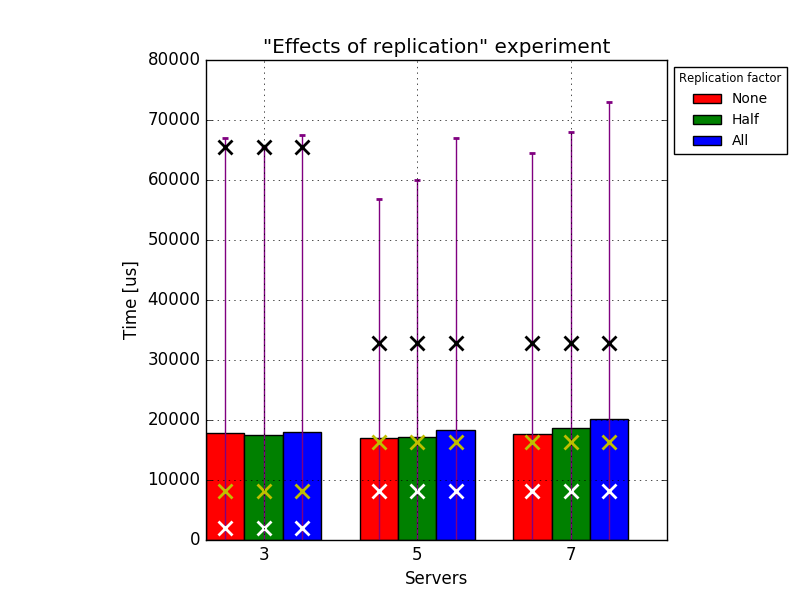 "Effects of replication" experiment
80000
70000
60000
50000
40000
30000
20000
10000
0
Time [us]
3 5 7
Servers
Replication factor
None
Half
All